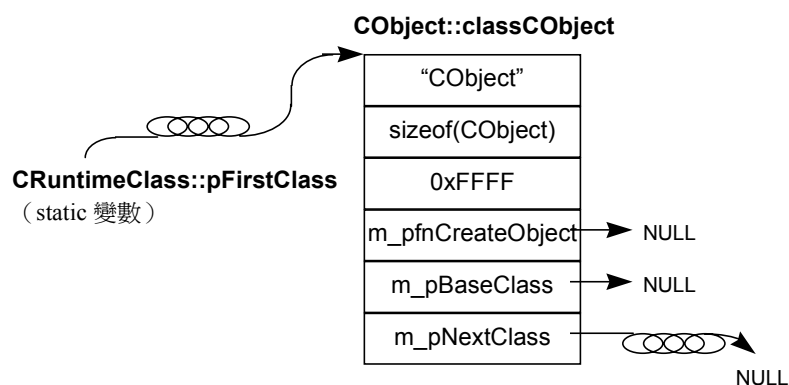 CObject::classCObject
“CObject”
sizeof(CObject)
CRuntimeClass::pFirstClass
（static 變數）
0xFFFF
m_pfnCreateObject
NULL
m_pBaseClass
NULL
m_pNextClass
NULL